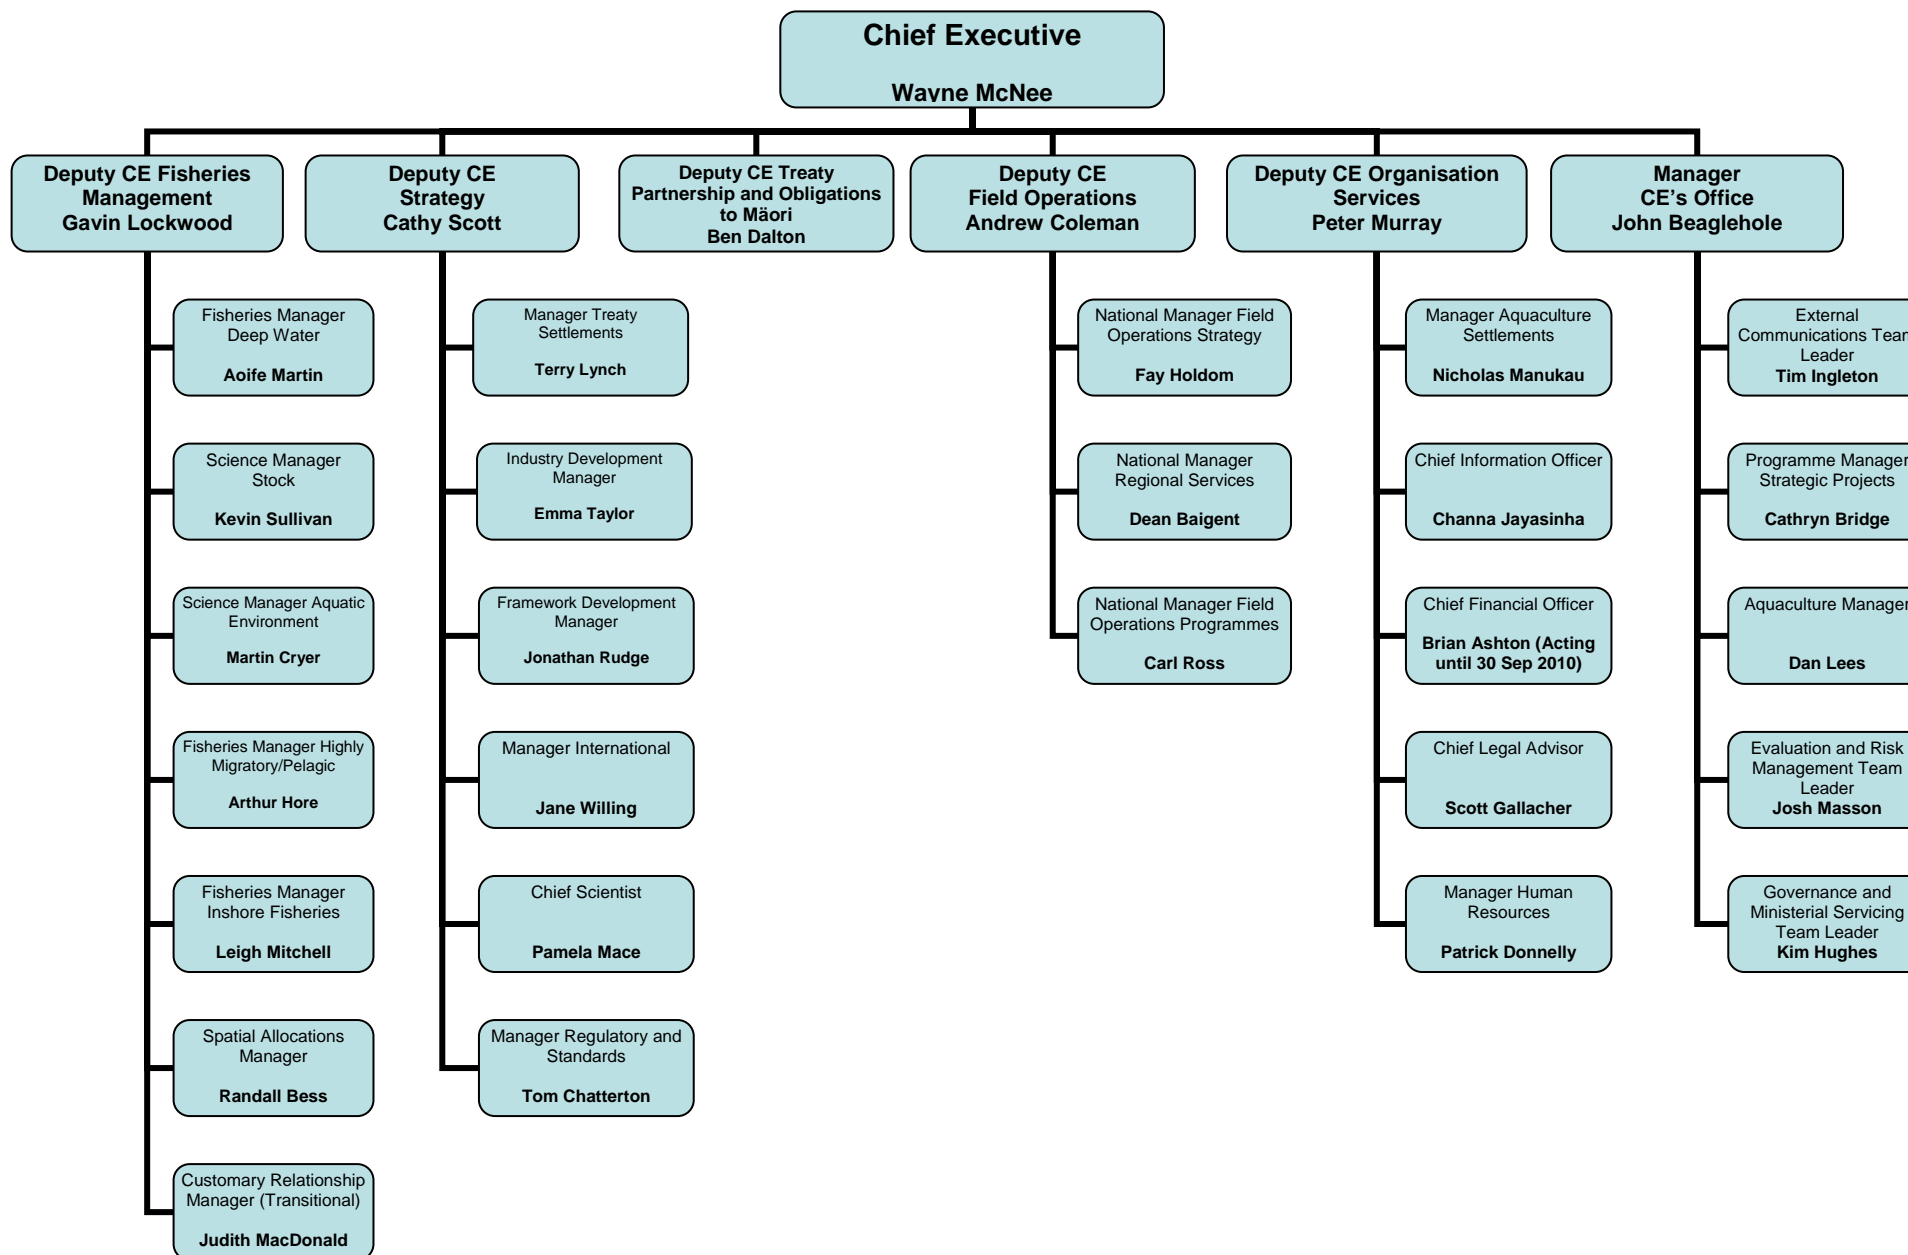 Chief Executive
Wayne McNee
Deputy CE Fisheries
Management
Gavin Lockwood
Deputy CE
Strategy
Cathy Scott
Deputy CE Treaty
Partnership and Obligations
to Mäori
Ben Dalton
Deputy CE
Field Operations
Andrew Coleman
Deputy CE Organisation
Services
Peter Murray
Manager
CE's Office
John Beaglehole
Fisheries Manager
Deep Water
Aoife Martin
Science Manager
Stock
Kevin Sullivan
Science Manager Aquatic
Environment
Martin Cryer
Fisheries Manager Highly
Migratory/Pelagic
Arthur Hore
Fisheries Manager
Inshore Fisheries
Leigh Mitchell
Spatial Allocations
Manager
Randall Bess
Customary Relationship
Manager (Transitional)
Judith MacDonald
Manager Treaty
Settlements
Terry Lynch
Industry Development
Manager
Emma Taylor
Framework Development
Manager
Jonathan Rudge
Manager International
Jane Willing
Chief Scientist
Pamela Mace
Manager Regulatory and
Standards
Tom Chatterton
National Manager Field
Operations Strategy
Fay Holdom
National Manager
Regional Services
Dean Baigent
National Manager Field
Operations Programmes
Carl Ross
Manager Aquaculture
Settlements
Nicholas Manukau
Chief Information Officer
Channa Jayasinha
Chief Financial Officer
Brian Ashton (Acting
until 30 Sep 2010)
Chief Legal Advisor
Scott Gallacher
Manager Human
Resources
Patrick Donnelly
External
Communications Team
Leader
Tim Ingleton
Programme Manager
Strategic Projects
Cathryn Bridge
Aquaculture Manager
Dan Lees
Evaluation and Risk
Management Team
Leader
Josh Masson
Governance and
Ministerial Servicing
Team Leader
Kim Hughes